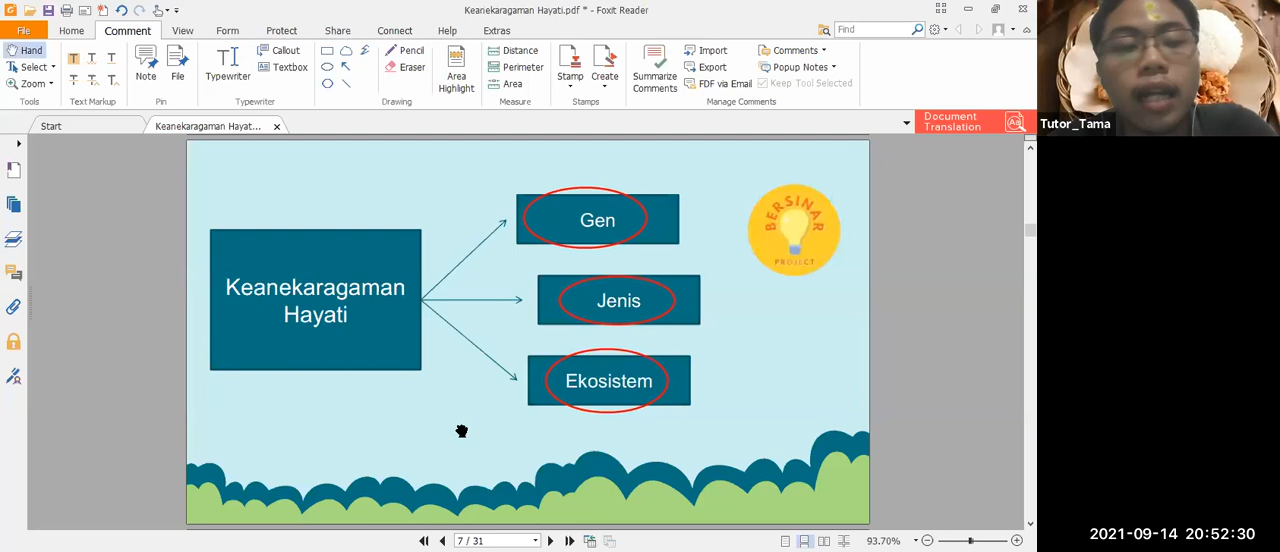 Keanekaragaman Hayati.pdf * - Foxit Reader
File Home Comment View Form Protect Share Connect Help Extras
Find
Hand
Select
Zoom
Tools
Text Markup
Note
File
Pin
Typewriter
Callout
Textbox
Typewriter
Pencil
Eraser
Drawing
Area
Highlight
Distance
Perimeter
Area
Measure
Stamp
Create
Stamps
Summarize
Comments
Import
Export
FDF via Email
Comments
Popup Notes
Keep Tool Selected
Manage Comments
Start
Keanekaragaman Hayat...
Document
Translation
Keanekaragaman
Hayati
Gen
Jenis
Ekosistem
BERSINAR
PROJECT
Tutor_Tama
7 / 31
93.70%
2021-09-14 20:52:30